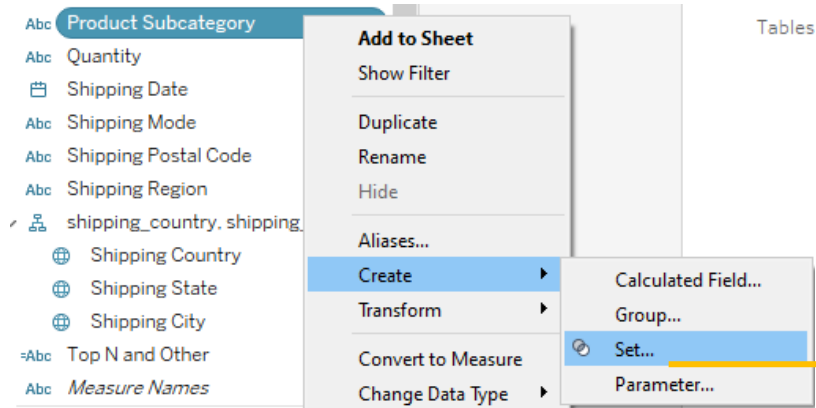 Abc Product Subcategory
Abc Quantity
Shipping Date
Abc Shipping Mode
Abc Shipping Postal Code
Abc Shipping Region
shipping_country, shipping_
Shipping Country
Shipping State
Shipping City
=Abc Top N and Other
Abc Measure Names
Add to Sheet
Show Filter
Duplicate
Rename
Hide
Aliases...
Create
Transform
Convert to Measure
Change Data Type
Calculated Field...
Group...
Set...
Parameter...
Tables